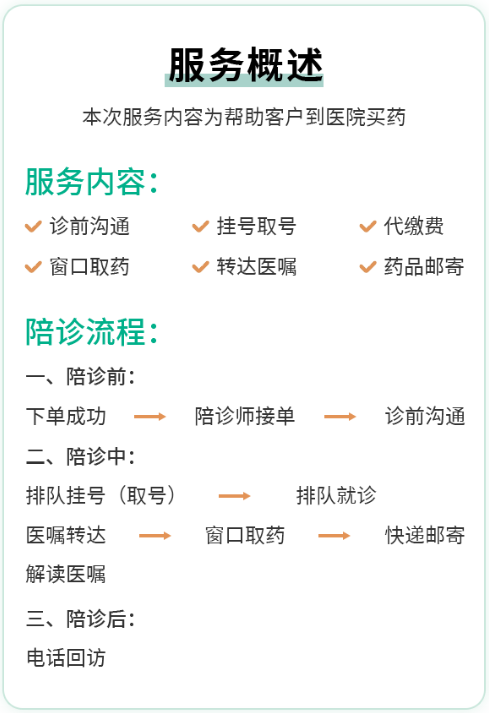 服务概述
本次服务内容为帮助客户到医院买药
服务内容：
诊前沟通 挂号取号 代缴费
窗口取药 转达医嘱 药品邮寄
陪诊流程：
一、陪诊前：
下单成功 陪诊师接单 诊前沟通
二、陪诊中：
排队挂号（取号） 排队就诊
医嘱转达 窗口取药 快递邮寄
解读医嘱
三、陪诊后：
电话回访